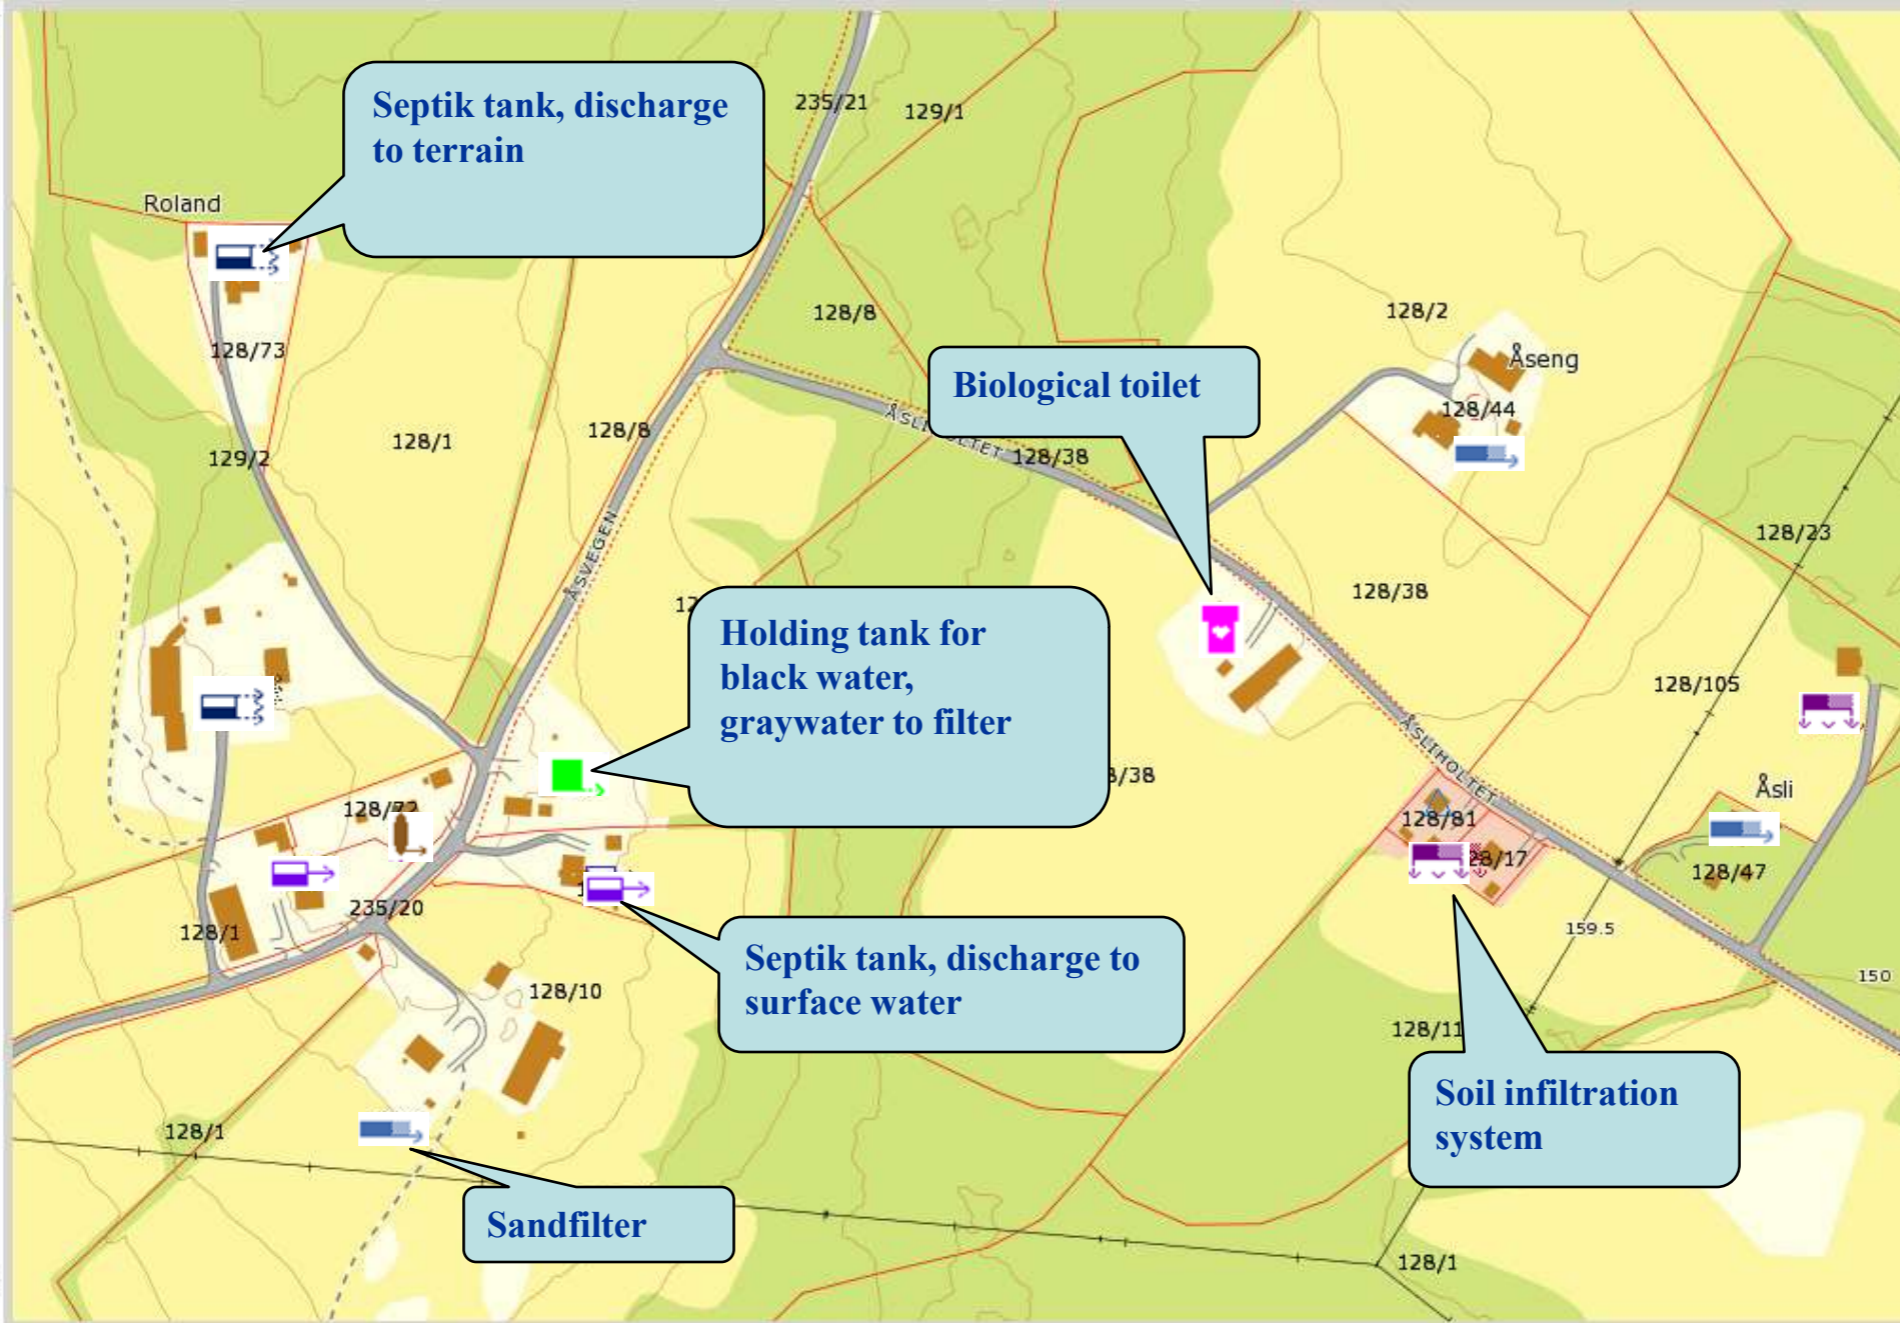 Septik tank, discharge
to terrain
235/21
129/1
Roland
128/8
128/2
128/73
Åseng
Biological toilet
128/44
128/1
128/8
ÅSLIHOLTET
128/38
129/2
128/23
ÅSVEGEN
128/38
Holding tank for
black water,
graywater to filter
128/105
ÅSLIHOLTET
Åsli
128/72
128/81
128/17
128/47
235/20
128/1
159.5
Septik tank, discharge to
surface water
150
128/10
128/11
Soil infiltration
system
128/1
Sandfilter
128/1